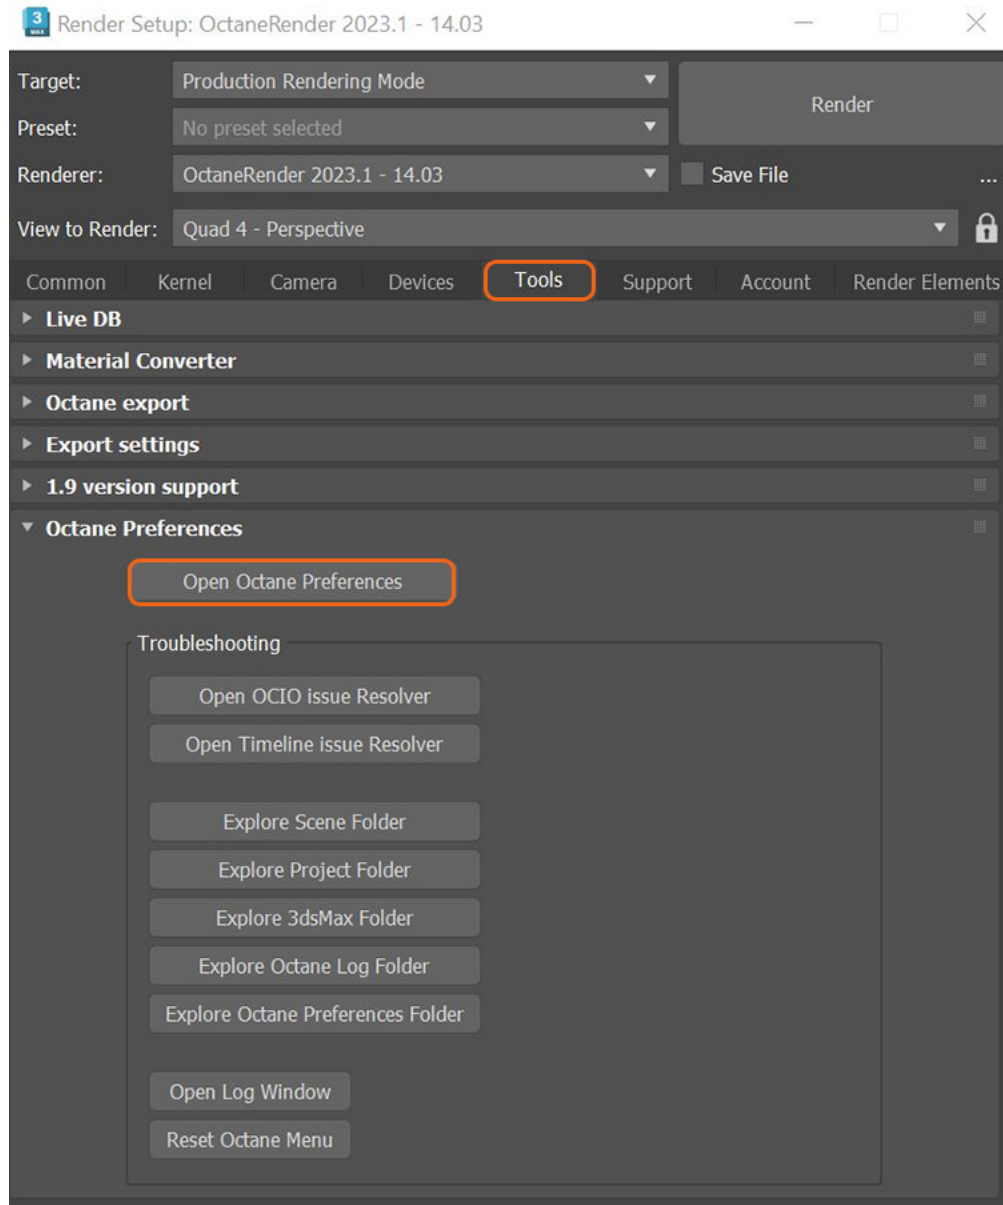 3 MAX Render Setup: OctaneRender 2023.1 - 14.03
Target: Production Rendering Mode
Render
Preset: No preset selected
Renderer: OctaneRender 2023.1 - 14.03 Save File ...
View to Render: Quad 4 - Perspective
Common Kernel Camera Devices Tools Support Account Render Elements
Live DB
Material Converter
Octane export
Export settings
1.9 version support
Octane Preferences
Open Octane Preferences
Troubleshooting
Open OCIO issue Resolver
Open Timeline issue Resolver
Explore Scene Folder
Explore Project Folder
Explore 3dsMax Folder
Explore Octane Log Folder
Explore Octane Preferences Folder
Open Log Window
Reset Octane Menu